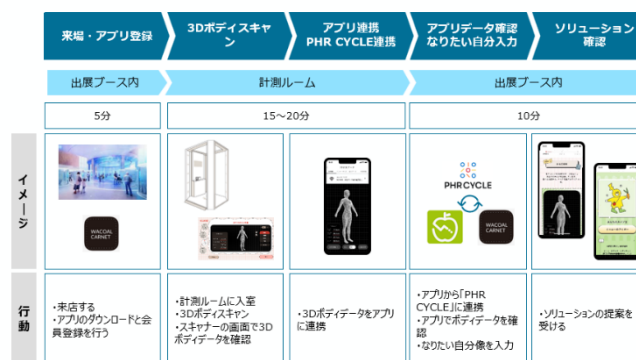 来場・アプリ登録
3Dボディスキャ
ン
アプリ連携
PHR CYCLE連携
アプリデータ確認
なりたい自分入力
ソリューション
確認
出展ブース内
計測ルーム
出展ブース内
5分
15～20分
10分
イメージ
WACOAL
CARNET
PHR CYCLE
WACOAL
CARNET
行動
・来店する
・アプリのダウンロードと会
員登録を行う
・計測ルームに入室
・3Dボディスキャン
・スキャナーの画面で3D
ボディデータを確認
・3Dボディデータをアプリ
に連携
・アプリから「PHR
CYCLE」に連携
・アプリでボディデータを確
認
・なりたい自分像を入力
・ソリューションの提案を
受ける